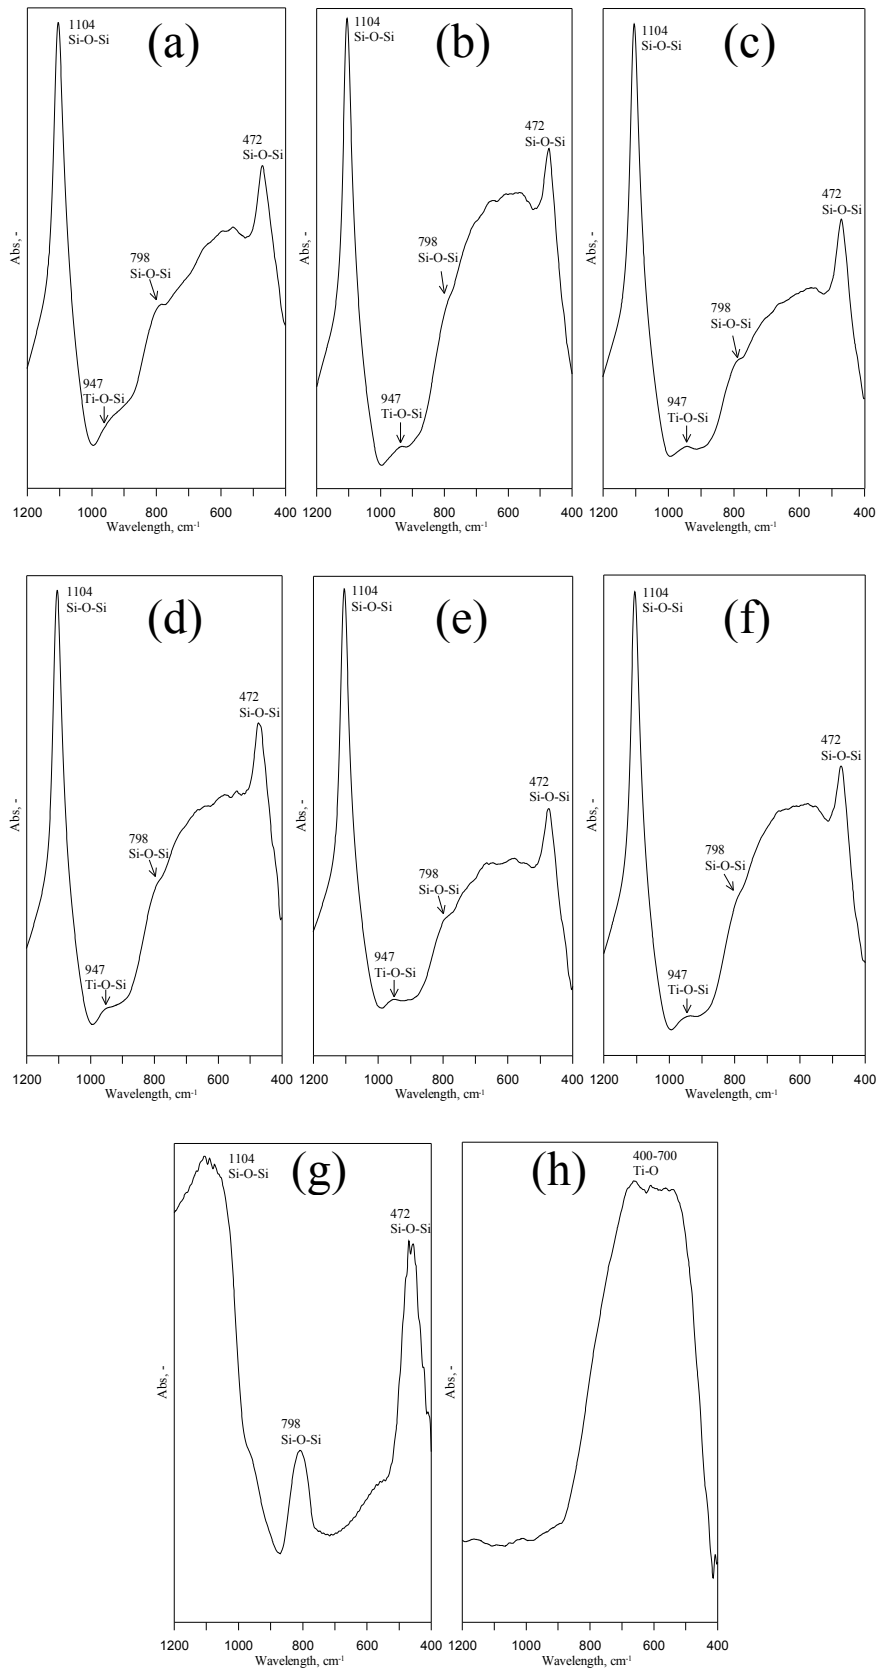 1104
Si-O-Si
(a)
472
Si-O-Si
798
Si-O-Si
947
Ti-O-Si
Abs, -
1200 1000 800 600 400
Wavelength, cm-1
1104
Si-O-Si
(b)
472
Si-O-Si
798
Si-O-Si
947
Ti-O-Si
Abs, -
1200 1000 800 600 400
Wavelength, cm-1
1104
Si-O-Si
(c)
472
Si-O-Si
798
Si-O-Si
947
Ti-O-Si
Abs, -
1200 1000 800 600 400
Wavelength, cm-1
1104
Si-O-Si
(d)
472
Si-O-Si
798
Si-O-Si
947
Ti-O-Si
Abs, -
1200 1000 800 600 400
Wavelength, cm-1
1104
Si-O-Si
(e)
472
Si-O-Si
798
Si-O-Si
947
Ti-O-Si
Abs, -
1200 1000 800 600 400
Wavelength, cm-1
1104
Si-O-Si
(f)
472
Si-O-Si
798
Si-O-Si
947
Ti-O-Si
Abs, -
1200 1000 800 600 400
Wavelength, cm-1
1104
Si-O-Si
(g)
472
Si-O-Si
798
Si-O-Si
Abs, -
1200 1000 800 600 400
Wavelength, cm-1
(h)
400-700
Ti-O
Abs, -
1200 1000 800 600 400
Wavelength, cm-1